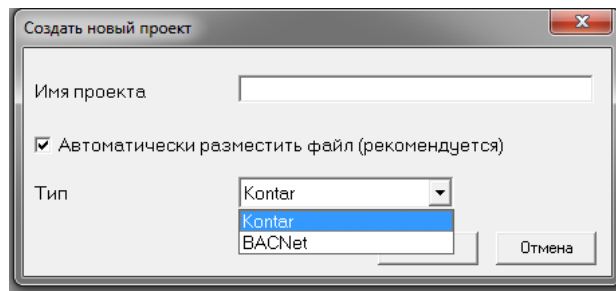 Создать новый проект
Имя проекта
Автоматически разместить файл (рекомендуется)
Тип
Kontar
Kontar
BACNet
Отмена